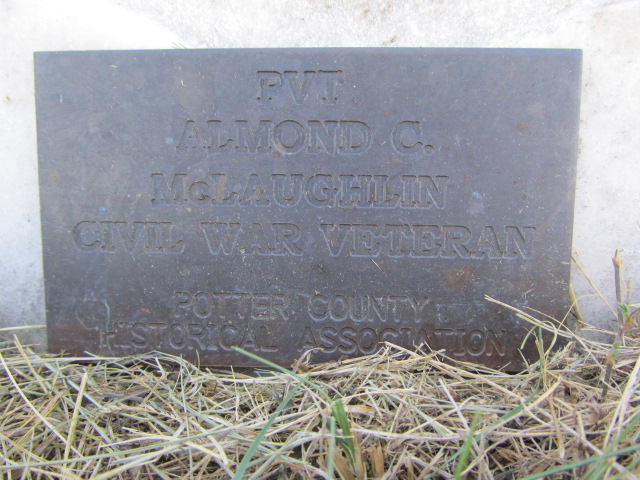 PVT.
ALMOND C.
McLAUGHLIN
CIVIL WAR VETERAN
POTTER COUNTY
HISTORICAL ASSOCIATION